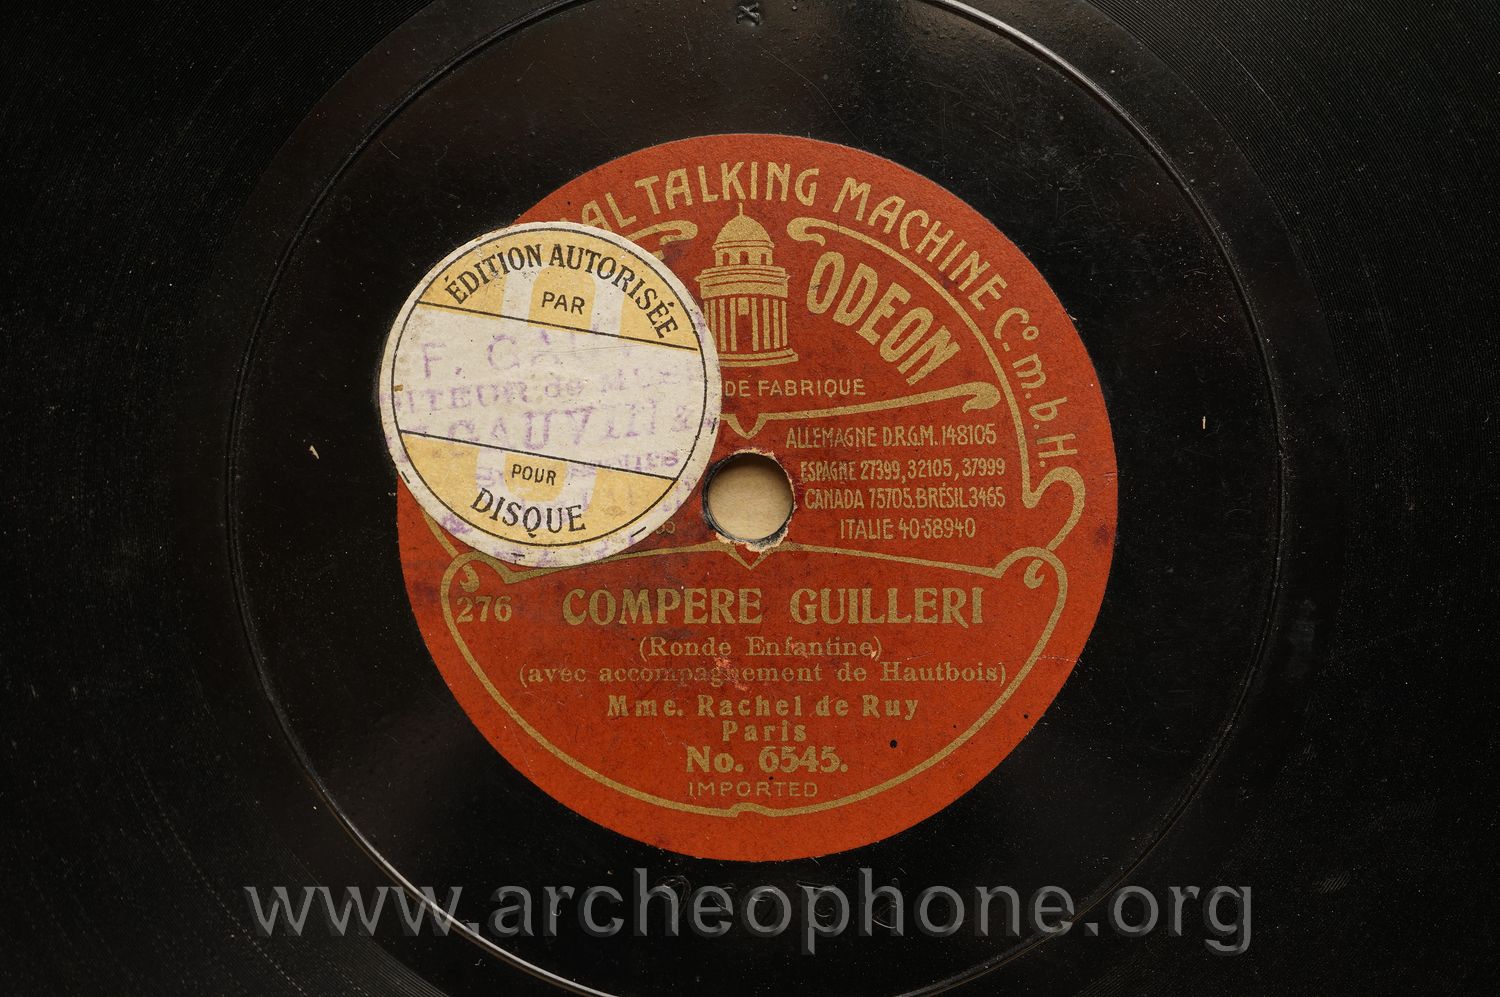 TALKING MACHINE Co. m.b.H.
ODEON
DE FABRIQUE
ALLEMAGNE D.R.G.M. 148105
ESPAGNE 27399, 32105, 37999
CANADA 75705. BRÉSIL 3465
ITALIE 40-58940
ÉDITION AUTORISÉE
PAR
POUR
DISQUE
276 COMPERE GUILLERI
(Ronde Enfantine)
(avec accompagnement de Hautbois)
Mme. Rachel de Ruy
Paris
No. 6545.
IMPORTED
www.archeophone.org